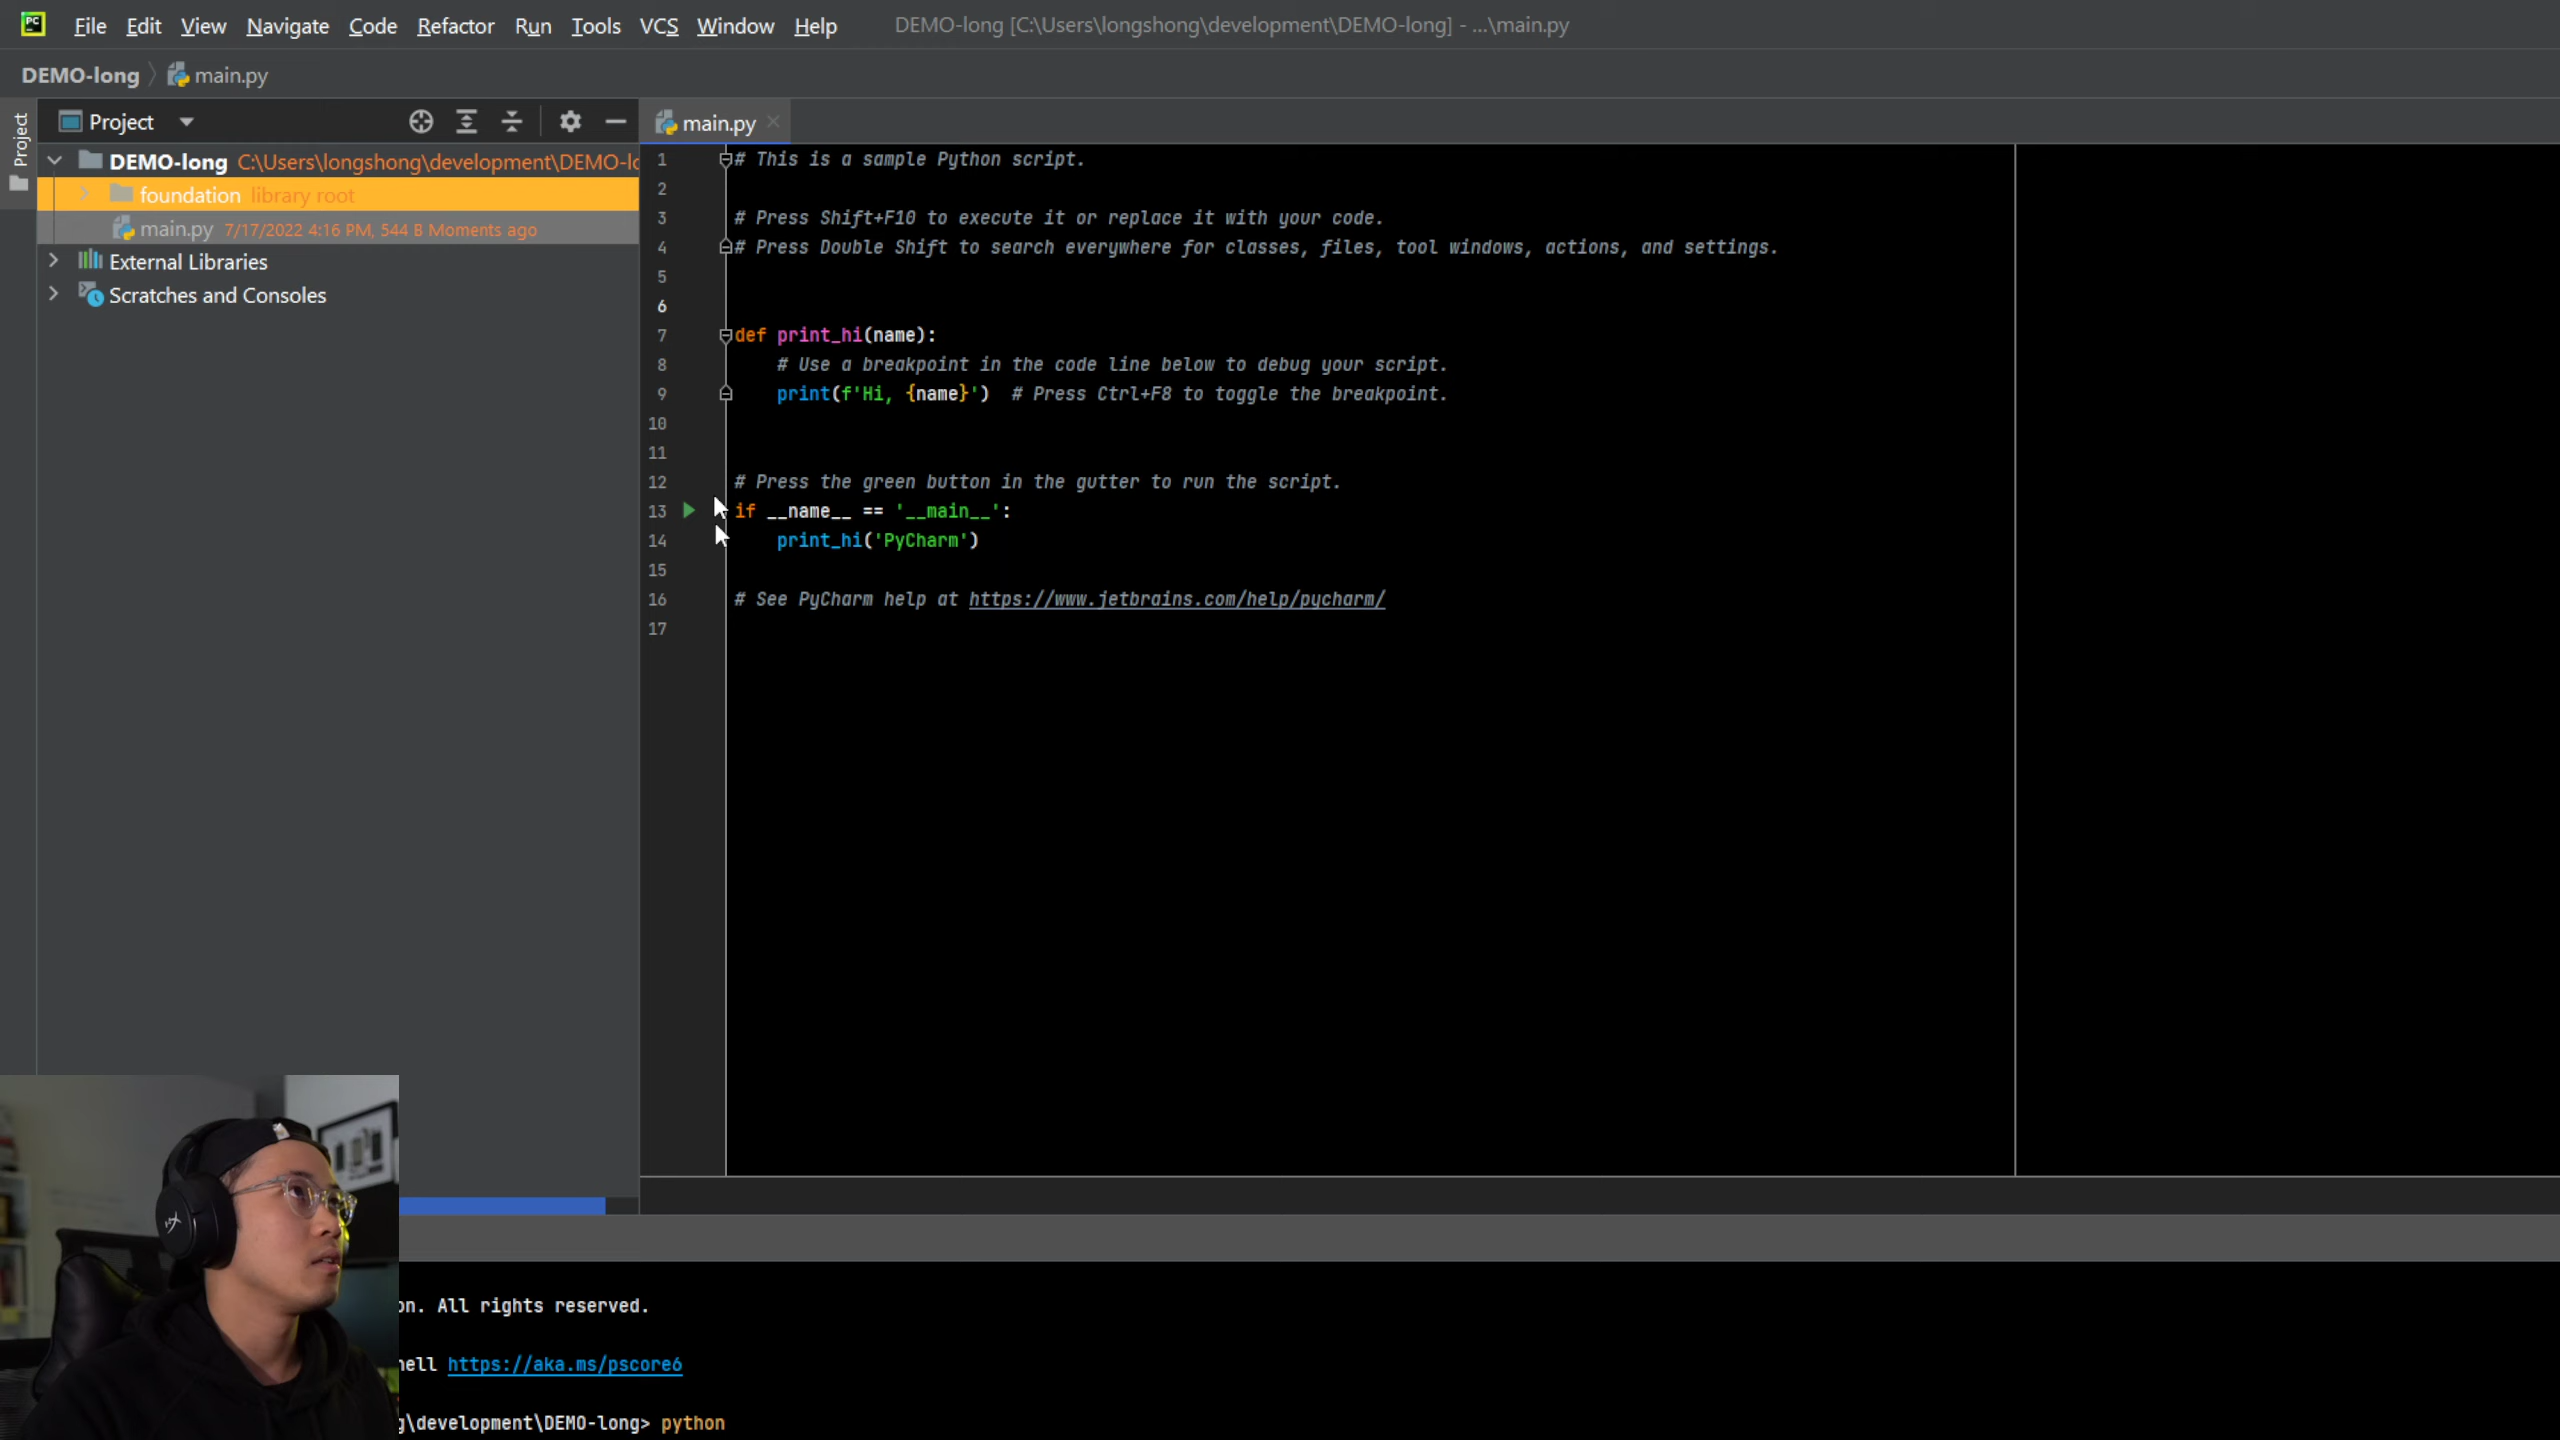 PC File Edit View Navigate Code Refactor Run Tools VCS Window Help DEMO-long [C:\Users\longshong\development\DEMO-long] - ...\main.py
DEMO-long main.py
Project
Project
main.py
DEMO-long C:\Users\longshong\development\DEMO-lo
foundation library root
main.py 7/17/2022 4:16 PM, 544 B Moments ago
External Libraries
Scratches and Consoles
1 # This is a sample Python script.
2
3 # Press Shift+F10 to execute it or replace it with your code.
4 # Press Double Shift to search everywhere for classes, files, tool windows, actions, and settings.
5
6
7 def print_hi(name):
8 # Use a breakpoint in the code line below to debug your script.
9 print(f'Hi, {name}') # Press Ctrl+F8 to toggle the breakpoint.
10
11
12 # Press the green button in the gutter to run the script.
13 if __name__ == '__main__':
14 print_hi('PyCharm')
15
16 # See PyCharm help at https://www.jetbrains.com/help/pycharm/
17
on. All rights reserved.
hell https://aka.ms/pscore6
g\development\DEMO-long> python